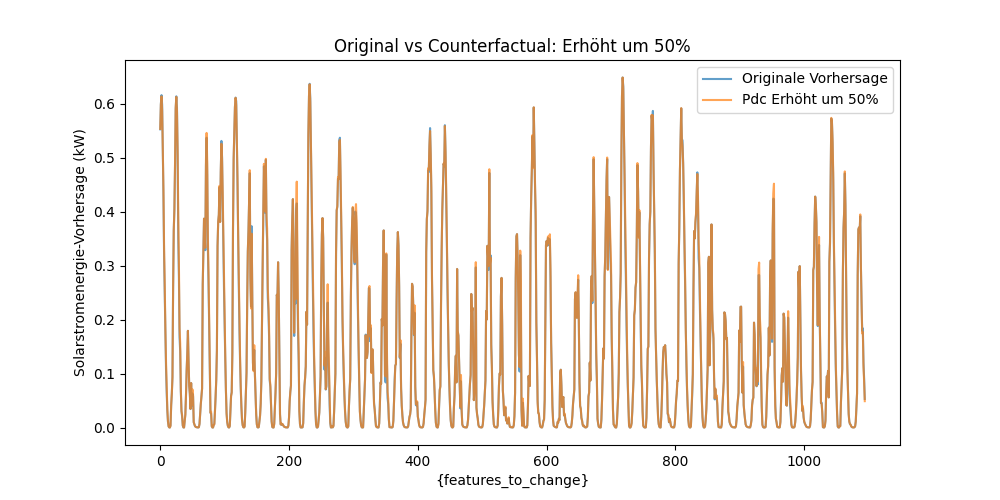 Original vs Counterfactual: Erhöht um 50%
Originale Vorhersage
Pdc Erhöht um 50%
Solarstromenergie-Vorhersage (kW)
0.6
0.5
0.4
0.3
0.2
0.1
0.0
0 200 400 600 800 1000
{features_to_change}